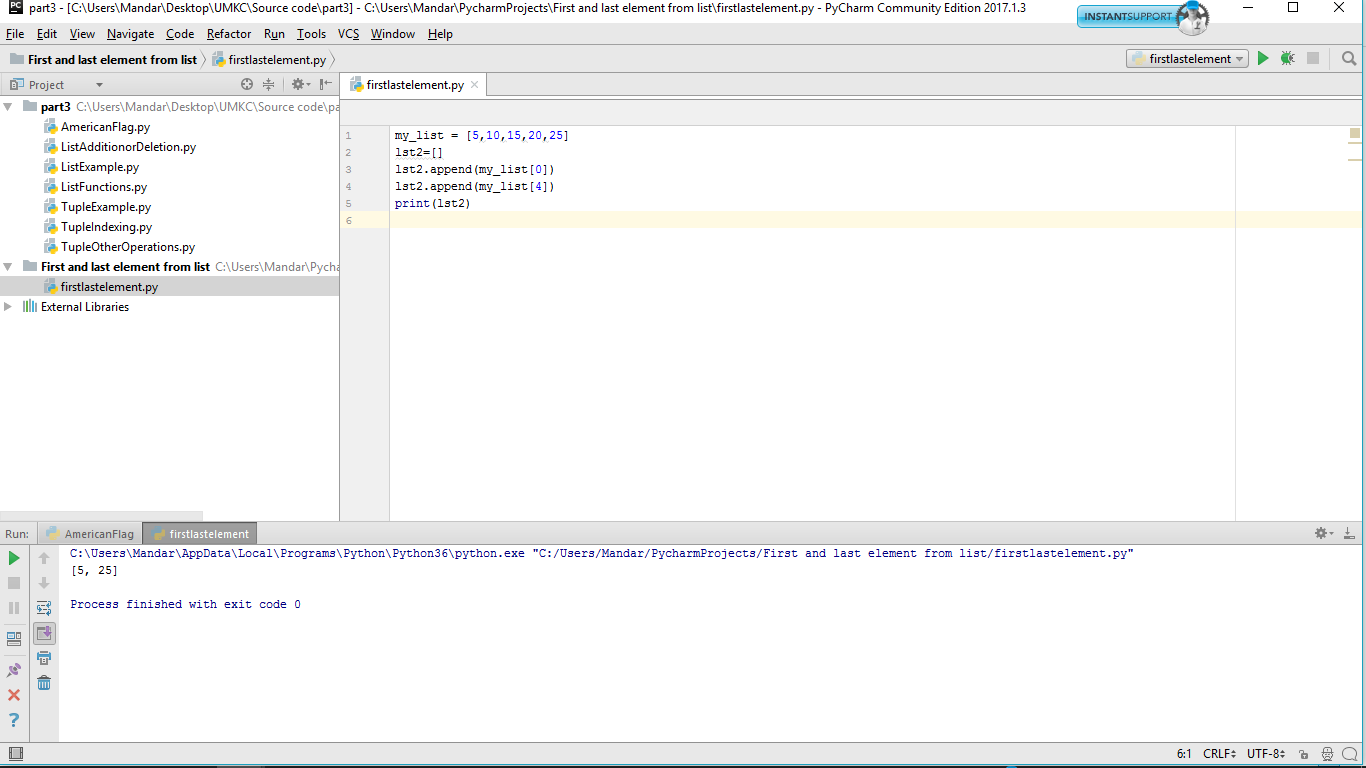 part3 - [C:\Users\Mandar\Desktop\UMKC\Source code\part3] - C:\Users\Mandar\PycharmProjects\First and last element from list\firstlastelement.py - PyCharm Community Edition 2017.1.3
INSTANTSUPPORT
File Edit View Navigate Code Refactor Run Tools VCS Window Help
First and last element from list firstlastelement.py firstlastelement
Project firstlastelement.py
part3 C:\Users\Mandar\Desktop\UMKC\Source code\pa
AmericanFlag.py
ListAdditionorDeletion.py
ListExample.py
ListFunctions.py
TupleExample.py
TupleIndexing.py
TupleOtherOperations.py
First and last element from list C:\Users\Mandar\Pycha
firstlastelement.py
External Libraries
1 my_list = [5,10,15,20,25]
2 lst2=[]
3 lst2.append(my_list[0])
4 lst2.append(my_list[4])
5 print(lst2)
6
Run: AmericanFlag firstlastelement
C:\Users\Mandar\AppData\Local\Programs\Python\Python36\python.exe "C:/Users/Mandar/PycharmProjects/First and last element from list/firstlastelement.py"
[5, 25]
Process finished with exit code 0
6:1 CRLF UTF-8